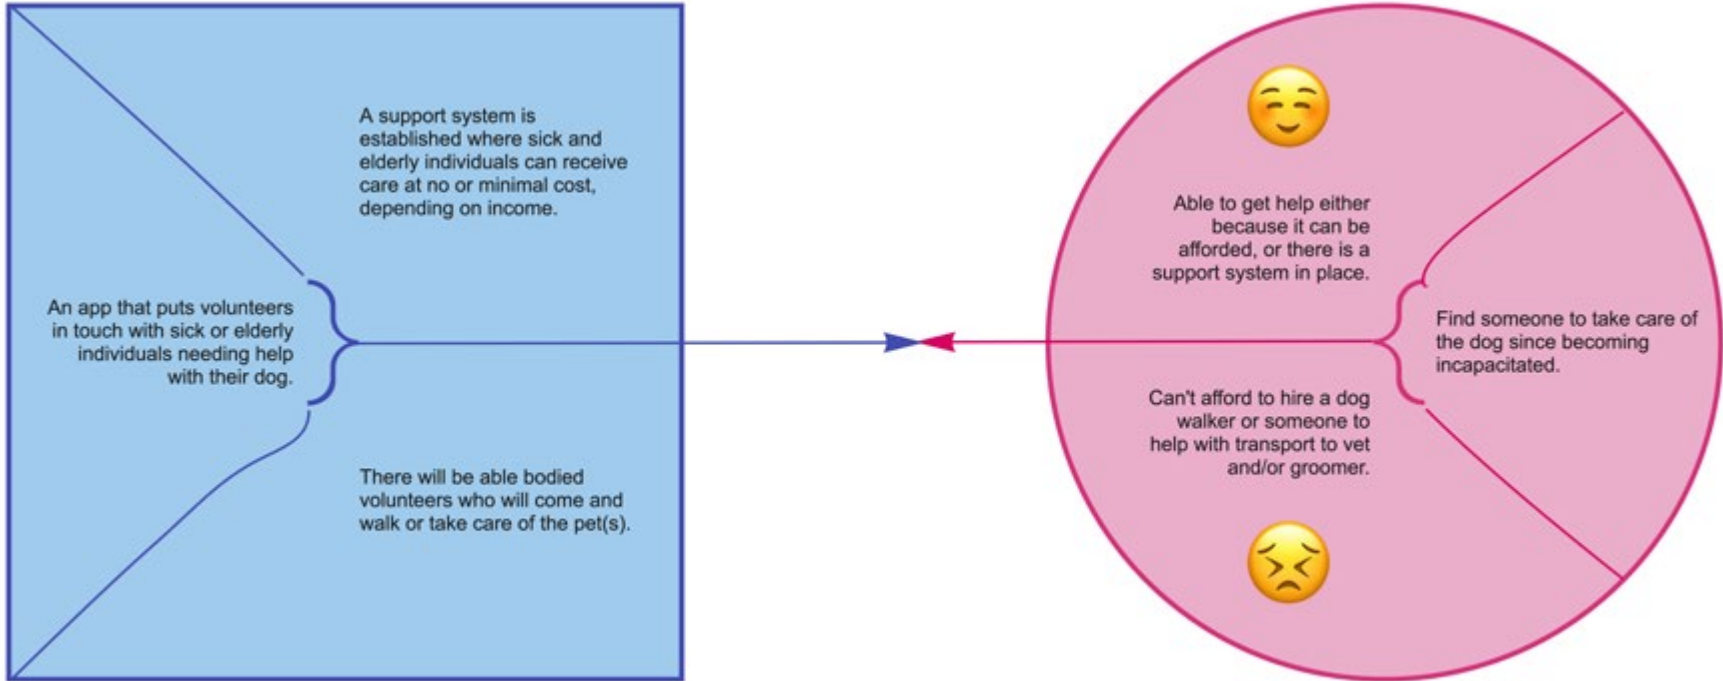 A support system is
established where sick and
elderly individuals can receive
care at no or minimal cost,
depending on income.
An app that puts volunteers
in touch with sick or elderly
individuals needing help
with their dog.
There will be able bodied
volunteers who will come and
walk or take care of the pet(s).
Able to get help either
because it can be
afforded, or there is a
support system in place.
Find someone to take care of
the dog since becoming
incapacitated.
Can't afford to hire a dog
walker or someone to
help with transport to vet
and/or groomer.